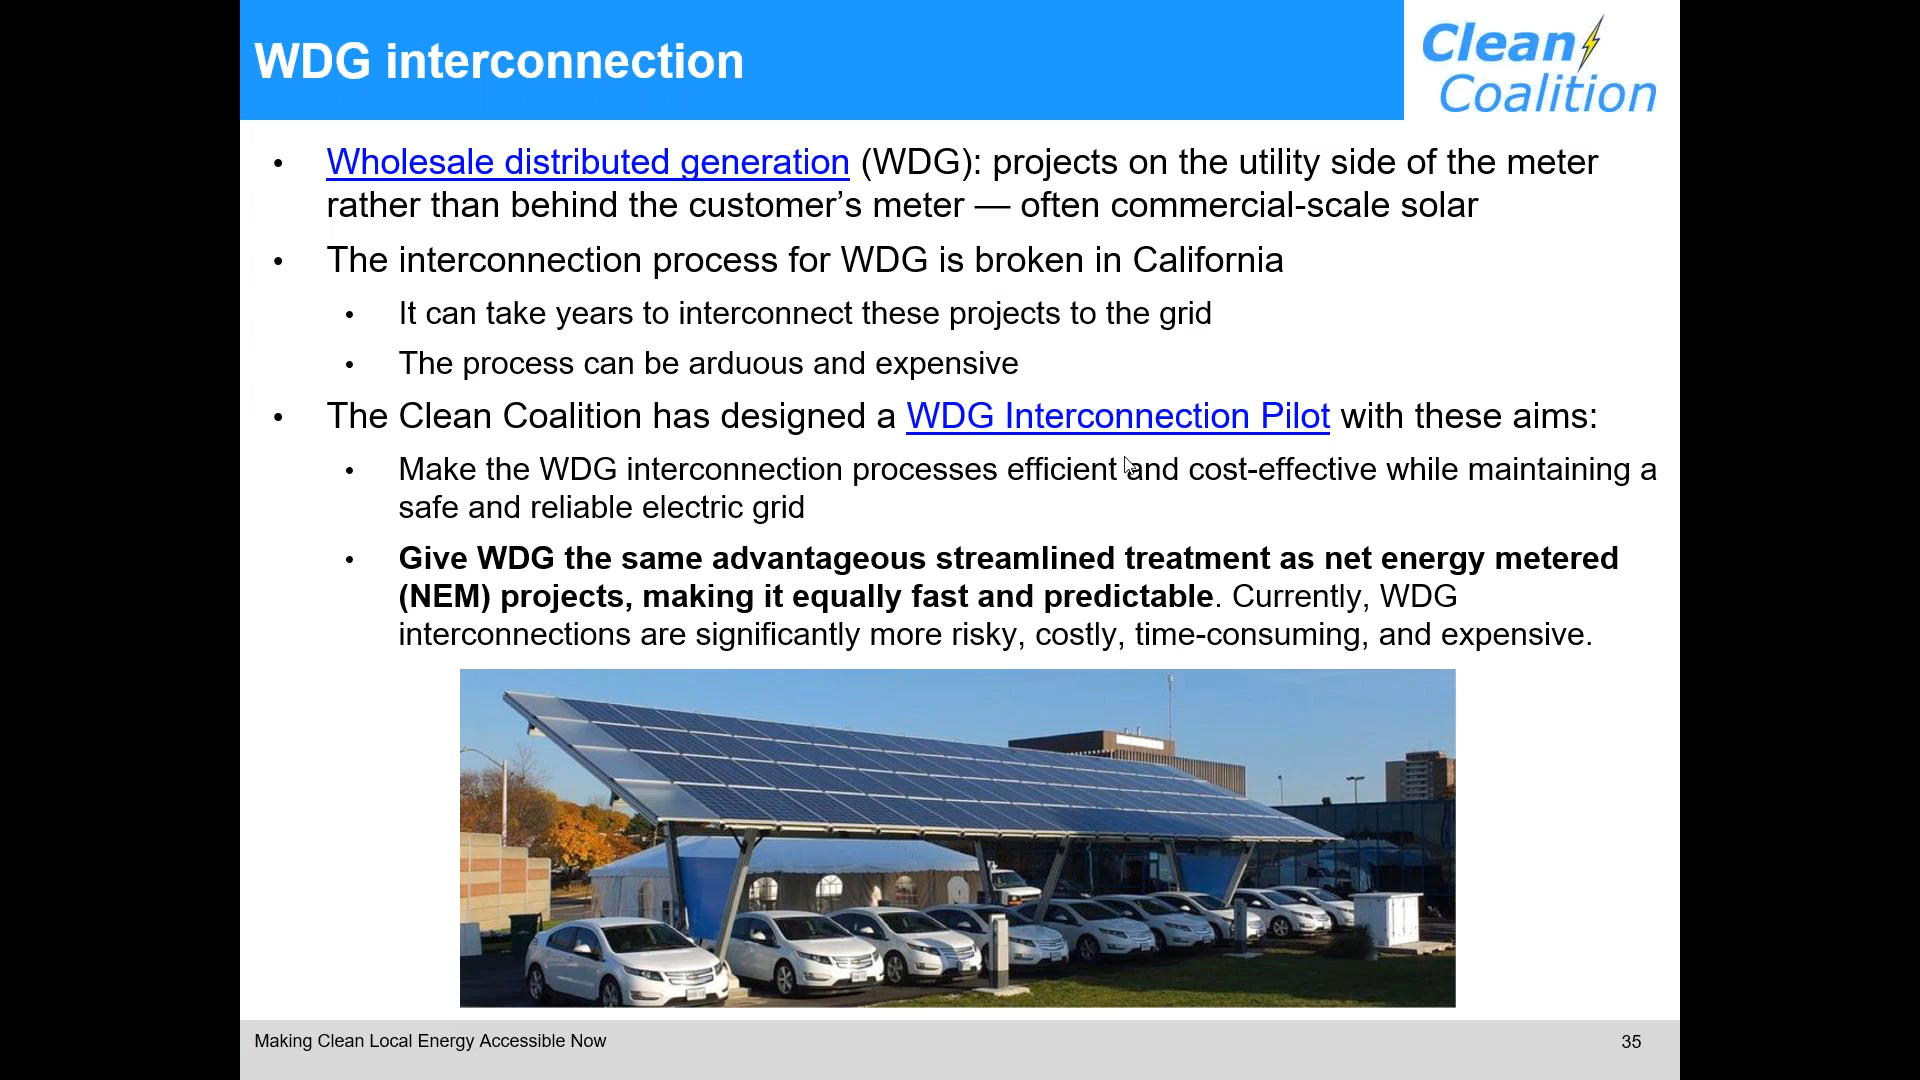 WDG interconnection
Clean
Coalition
• Wholesale distributed generation (WDG): projects on the utility side of the meter
rather than behind the customer’s meter — often commercial-scale solar
• The interconnection process for WDG is broken in California
• It can take years to interconnect these projects to the grid
• The process can be arduous and expensive
• The Clean Coalition has designed a WDG Interconnection Pilot with these aims:
• Make the WDG interconnection processes efficient and cost-effective while maintaining a
safe and reliable electric grid
• Give WDG the same advantageous streamlined treatment as net energy metered
(NEM) projects, making it equally fast and predictable. Currently, WDG
interconnections are significantly more risky, costly, time-consuming, and expensive.
Making Clean Local Energy Accessible Now
35